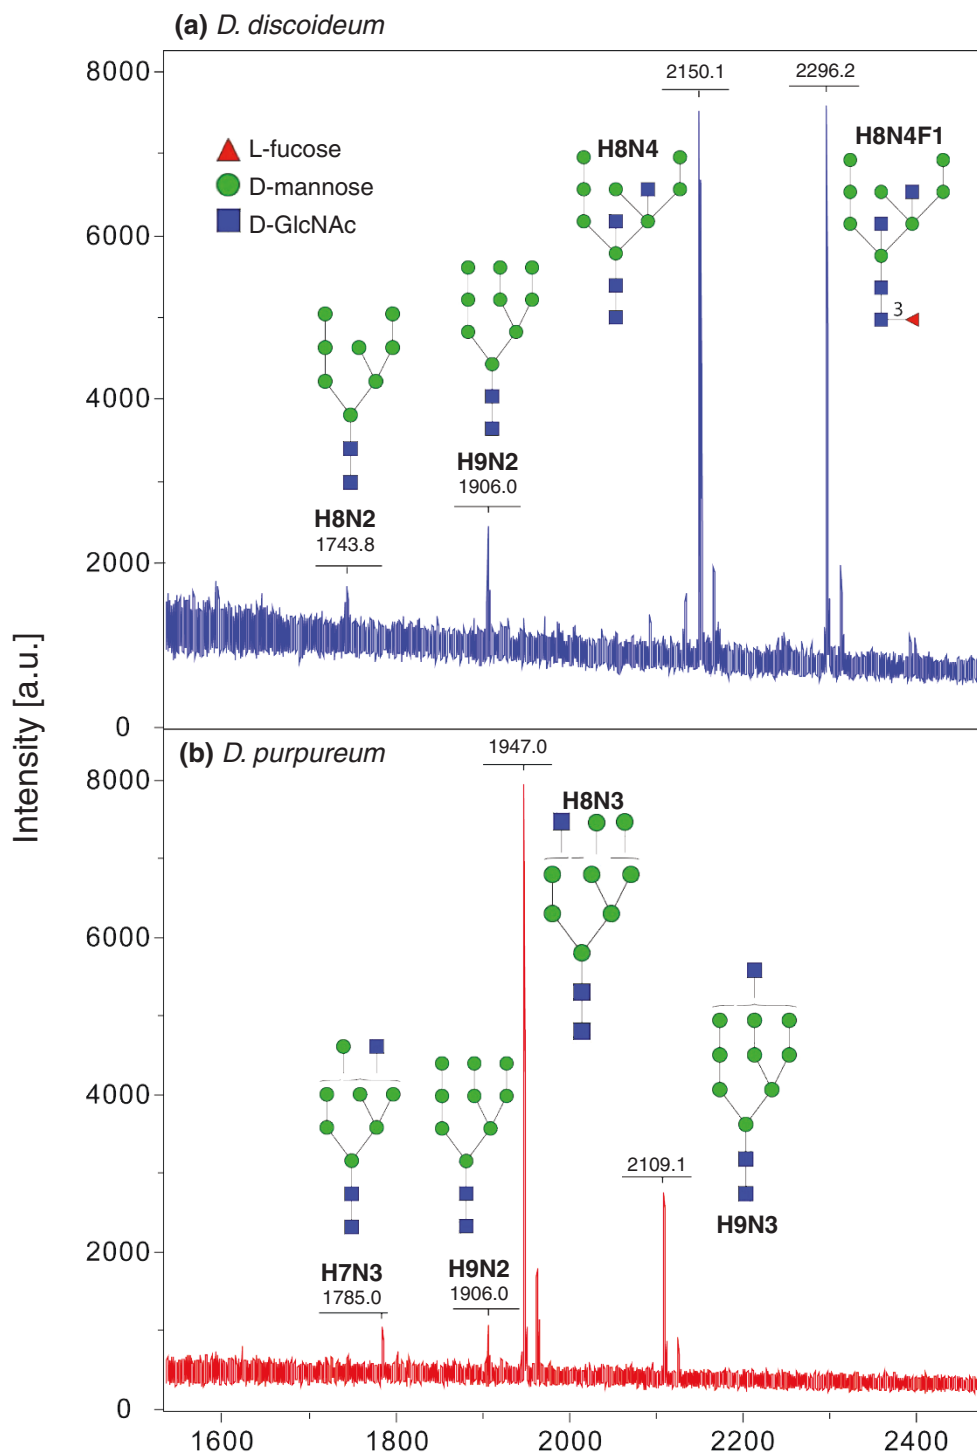 (a) D. discoideum
8000
2150.1
2296.2
L-fucose
D-mannose
D-GlcNAc
H8N4
H8N4F1
6000
3
4000
H9N2
1906.0
H8N2
1743.8
2000
0
Intensity [a.u.]
(b) D. purpureum
1947.0
8000
H8N3
6000
4000
2109.1
H9N3
2000
H7N3
1785.0
H9N2
1906.0
0
1600 1800 2000 2200 2400